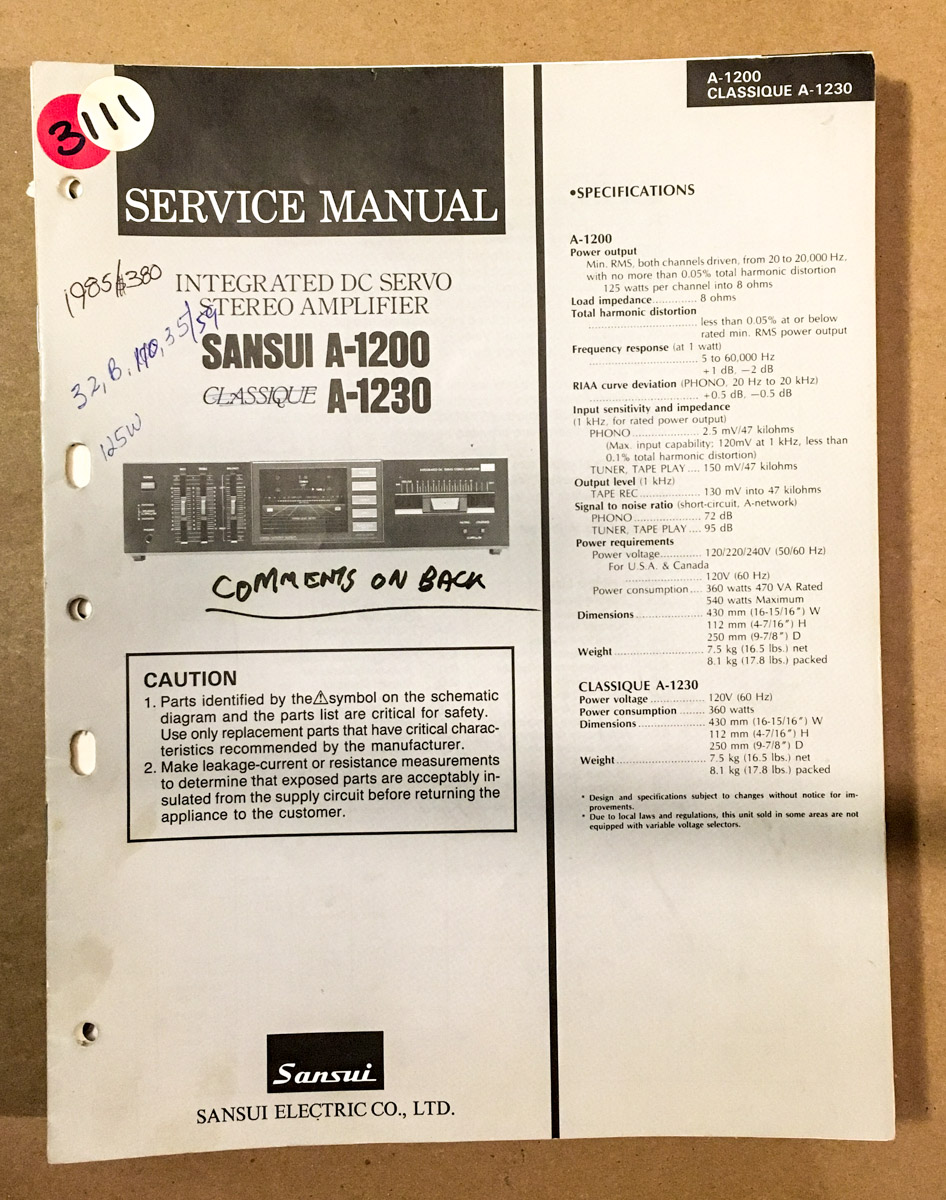 3111
SERVICE MANUAL
1985/$380
INTEGRATED DC SERVO
STEREO AMPLIFIER
SANSUI A-1200
CLASSIQUE A-1230
125W
COMMENTS ON BACK
CAUTION
1. Parts identified by the ⚠ symbol on the schematic
diagram and the parts list are critical for safety.
Use only replacement parts that have critical charac-
teristics recommended by the manufacturer.
2. Make leakage-current or resistance measurements
to determine that exposed parts are acceptably in-
sulated from the supply circuit before returning the
appliance to the customer.
Sansui
SANSUI ELECTRIC CO., LTD.
A-1200
CLASSIQUE A-1230
•SPECIFICATIONS
A-1200
Power output
Min. RMS, both channels driven, from 20 to 20,000 Hz,
with no more than 0.05% total harmonic distortion
125 watts per channel into 8 ohms
Load impedance.............. 8 ohms
Total harmonic distortion
.............................. less than 0.05% at or below
rated min. RMS power output
Frequency response (at 1 watt)
.............................. 5 to 60,000 Hz
+1 dB, −2 dB
RIAA curve deviation (PHONO, 20 Hz to 20 kHz)
.............................. +0.5 dB, −0.5 dB
Input sensitivity and impedance
(1 kHz, for rated power output)
PHONO.................. 2.5 mV/47 kilohms
(Max. input capability; 120mV at 1 kHz, less than
0.1% total harmonic distortion)
TUNER, TAPE PLAY.... 150 mV/47 kilohms
Output level (1 kHz)
TAPE REC................. 130 mV into 47 kilohms
Signal to noise ratio (short-circuit, A-network)
PHONO.................. 72 dB
TUNER, TAPE PLAY.... 95 dB
Power requirements
Power voltage........... 120/220/240V (50/60 Hz)
For U.S.A. & Canada
.................... 120V (60 Hz)
Power consumption.... 360 watts 470 VA Rated
540 watts Maximum
Dimensions................... 430 mm (16-15/16″) W
112 mm (4-7/16″) H
250 mm (9-7/8″) D
Weight........................ 7.5 kg (16.5 lbs.) net
8.1 kg (17.8 lbs.) packed
CLASSIQUE A-1230
Power voltage............... 120V (60 Hz)
Power consumption....... 360 watts
Dimensions................... 430 mm (16-15/16″) W
112 mm (4-7/16″) H
250 mm (9-7/8″) D
Weight........................ 7.5 kg (16.5 lbs.) net
8.1 kg (17.8 lbs.) packed
* Design and specifications subject to changes without notice for im-
provements.
* Due to local laws and regulations, this unit sold in some areas are not
equipped with variable voltage selectors.